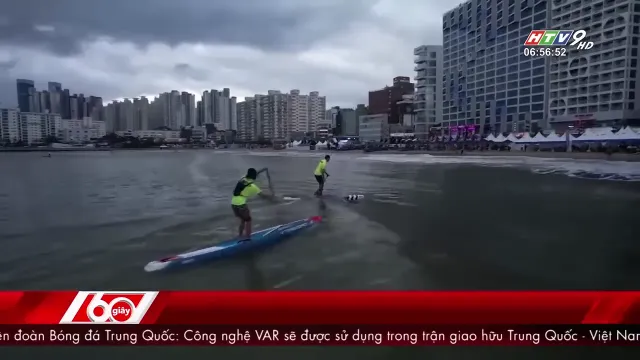 HTV9 HD
06:56:52
60 giây
ên đoàn Bóng đá Trung Quốc: Công nghệ VAR sẽ được sử dụng trong trận giao hữu Trung Quốc - Việt Nam